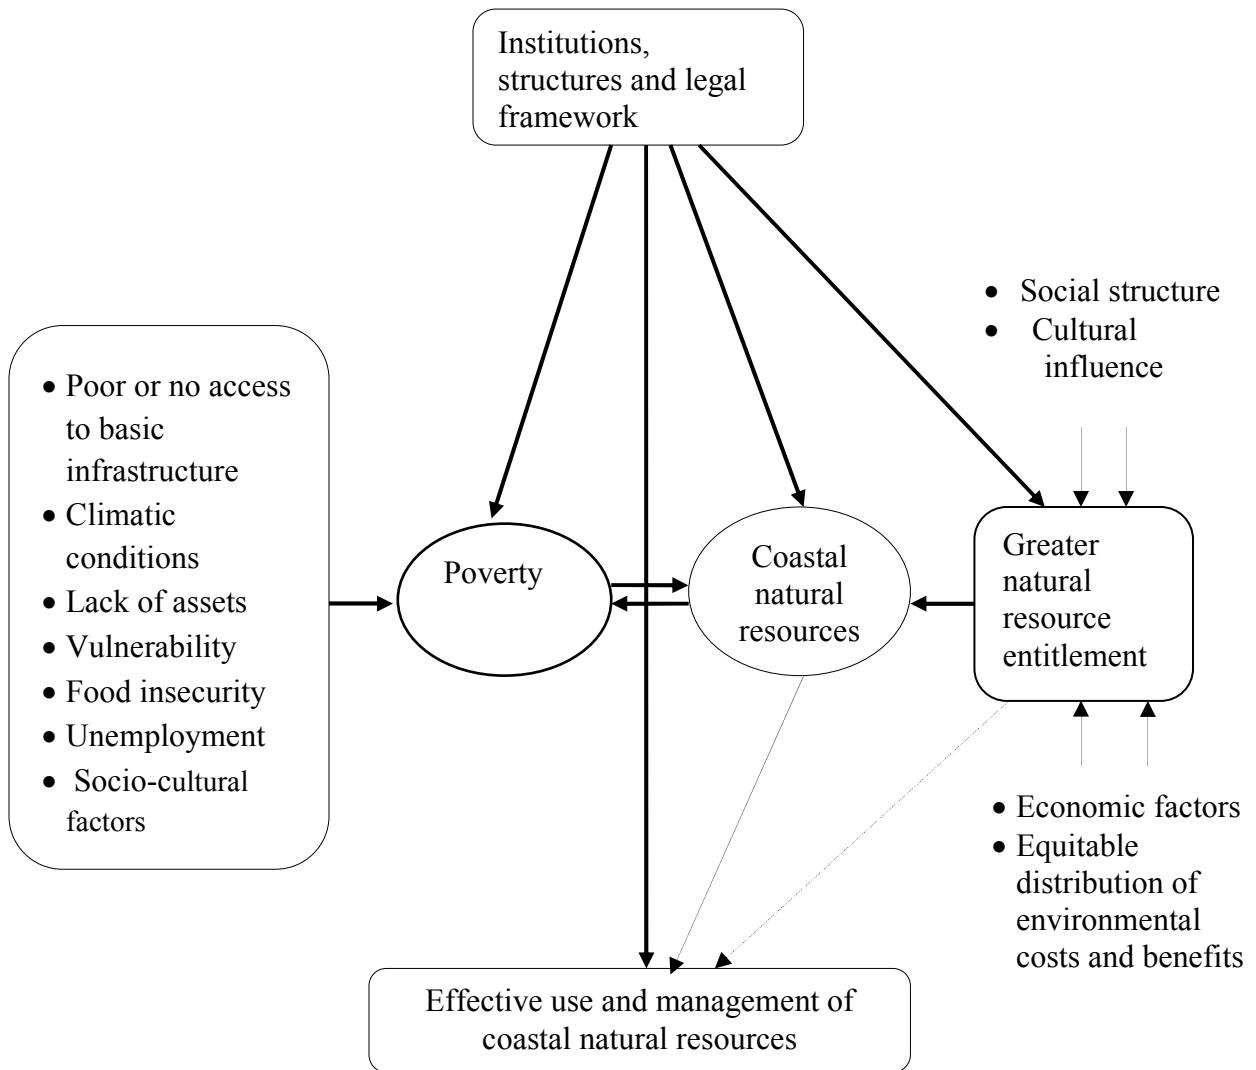 Institutions,
structures and legal
framework
• Social structure
• Cultural
influence
• Poor or no access
to basic
infrastructure
• Climatic
conditions
• Lack of assets
• Vulnerability
• Food insecurity
• Unemployment
• Socio-cultural
factors
Poverty
Coastal
natural
resources
Greater
natural
resource
entitlement
• Economic factors
• Equitable
distribution of
environmental
costs and benefits
Effective use and management of
coastal natural resources